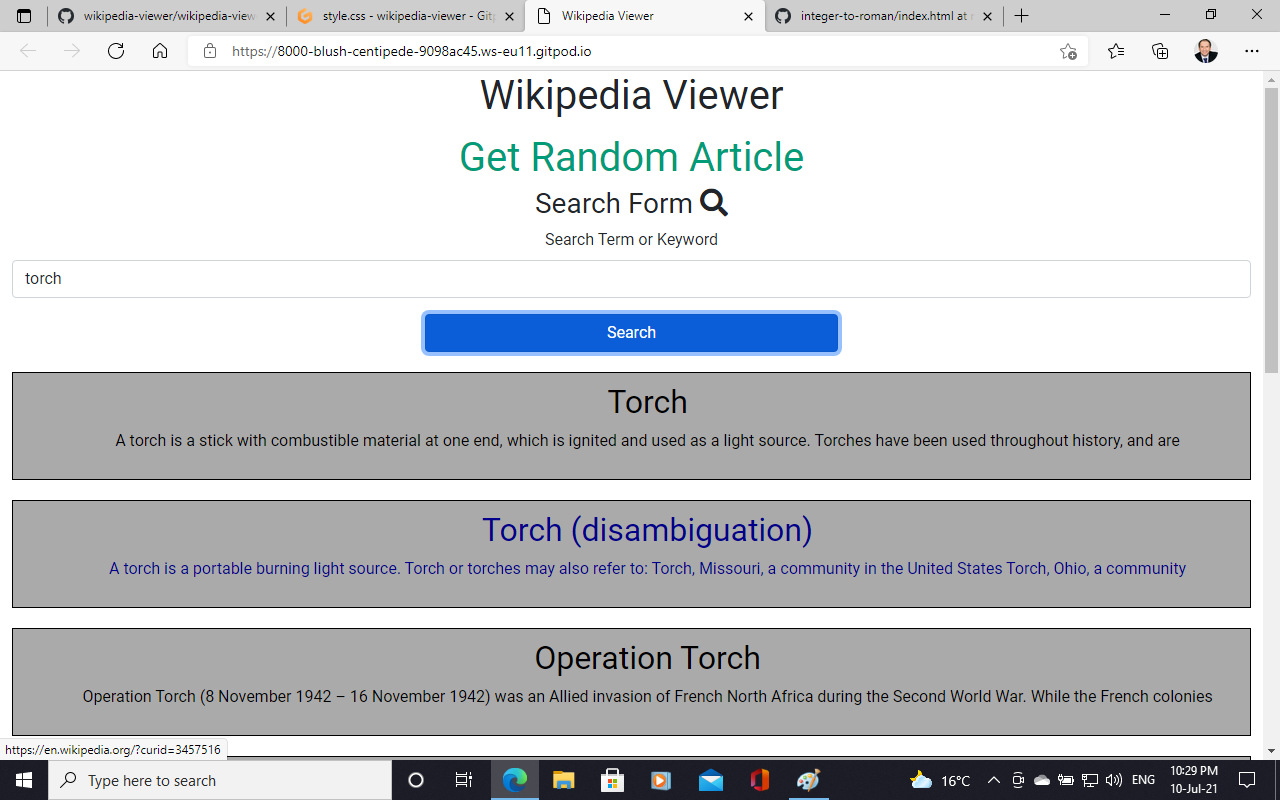 wikipedia-viewer/wikipedia-view
style.css - wikipedia-viewer - Gitp
Wikipedia Viewer
integer-to-roman/index.html at
https://8000-blush-centipede-9098ac45.ws-eu11.gitpod.io
Wikipedia Viewer
Get Random Article
Search Form
Search Term or Keyword
torch
Search
Torch
A torch is a stick with combustible material at one end, which is ignited and used as a light source. Torches have been used throughout history, and are
Torch (disambiguation)
A torch is a portable burning light source. Torch or torches may also refer to: Torch, Missouri, a community in the United States Torch, Ohio, a community
Operation Torch
Operation Torch (8 November 1942 – 16 November 1942) was an Allied invasion of French North Africa during the Second World War. While the French colonies
https://en.wikipedia.org/?curid=3457516
Type here to search
16°C
ENG
10:29 PM
10-Jul-21